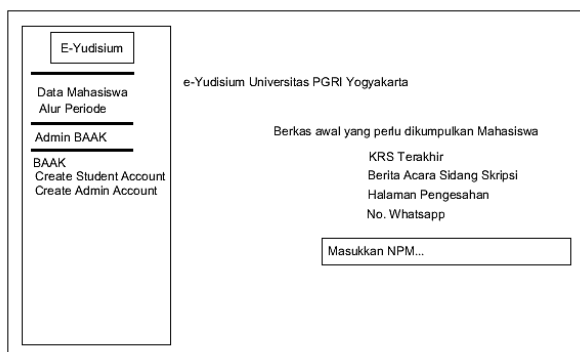 E-Yudisium
Data Mahasiswa
Alur Periode
Admin BAAK
BAAK
Create Student Account
Create Admin Account
e-Yudisium Universitas PGRI Yogyakarta
Berkas awal yang perlu dikumpulkan Mahasiswa
KRS Terakhir
Berita Acara Sidang Skripsi
Halaman Pengesahan
No. Whatsapp
Masukkan NPM...